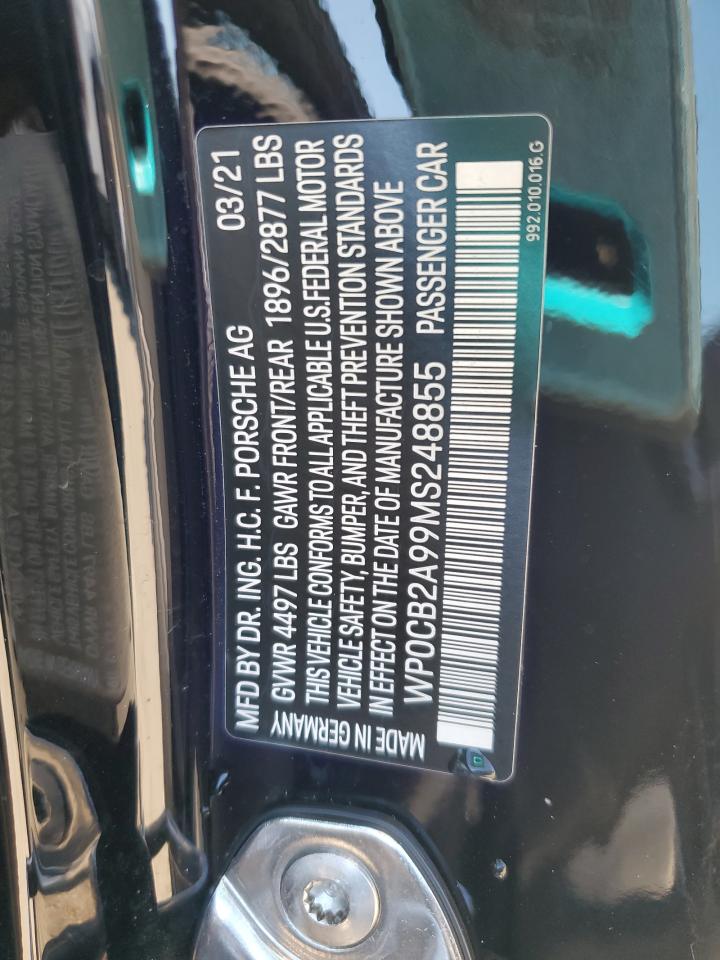 MFD BY DR. ING. H.C. F. PORSCHE AG 03/21
GVWR 4497 LBS GAWR FRONT/REAR 1896/2877 LBS
THIS VEHICLE CONFORMS TO ALL APPLICABLE U.S. FEDERAL MOTOR
VEHICLE SAFETY, BUMPER, AND THEFT PREVENTION STANDARDS
IN EFFECT ON THE DATE OF MANUFACTURE SHOWN ABOVE
WP0CB2A99MS248855 PASSENGER CAR
MADE IN GERMANY
992.010.016.G